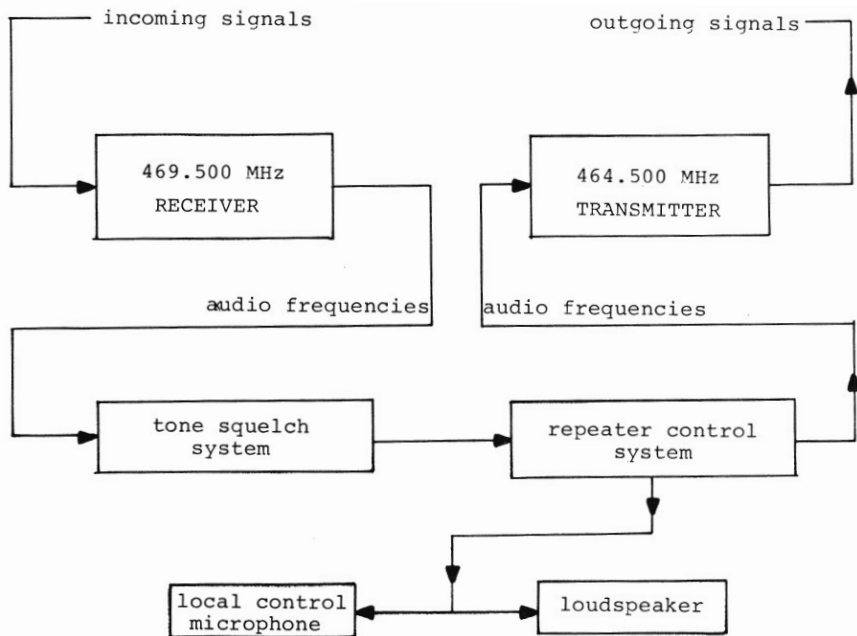 incoming signals
outgoing signals
469.500 MHz
RECEIVER
464.500 MHz
TRANSMITTER
audio frequencies
audio frequencies
tone squelch
system
repeater control
system
local control
microphone
loudspeaker